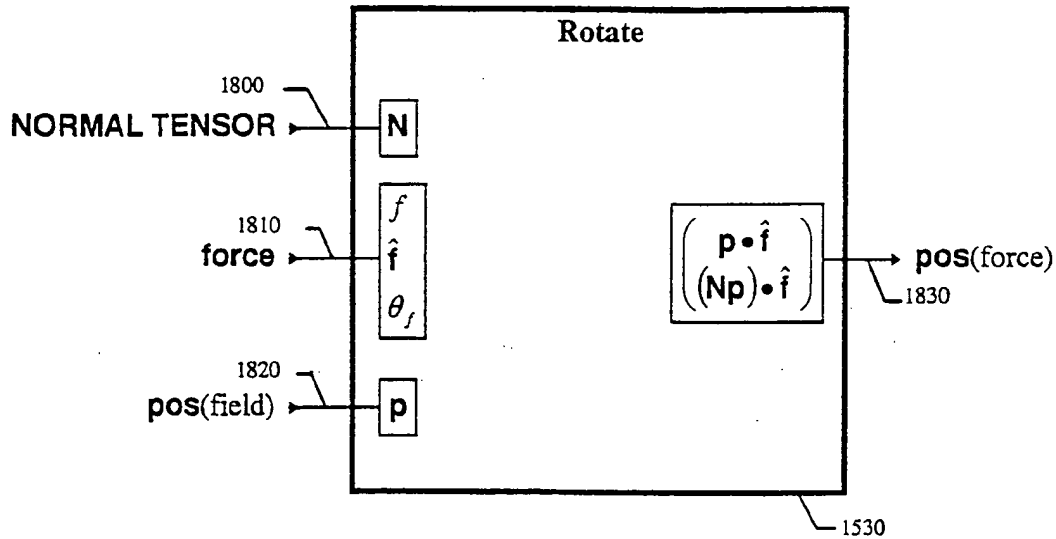 Rotate
1800
NORMAL TENSOR
N
1810
force
f
f̂
θ_f
p • f̂
(Np) • f̂
pos(force)
1830
1820
pos(field)
p
1530